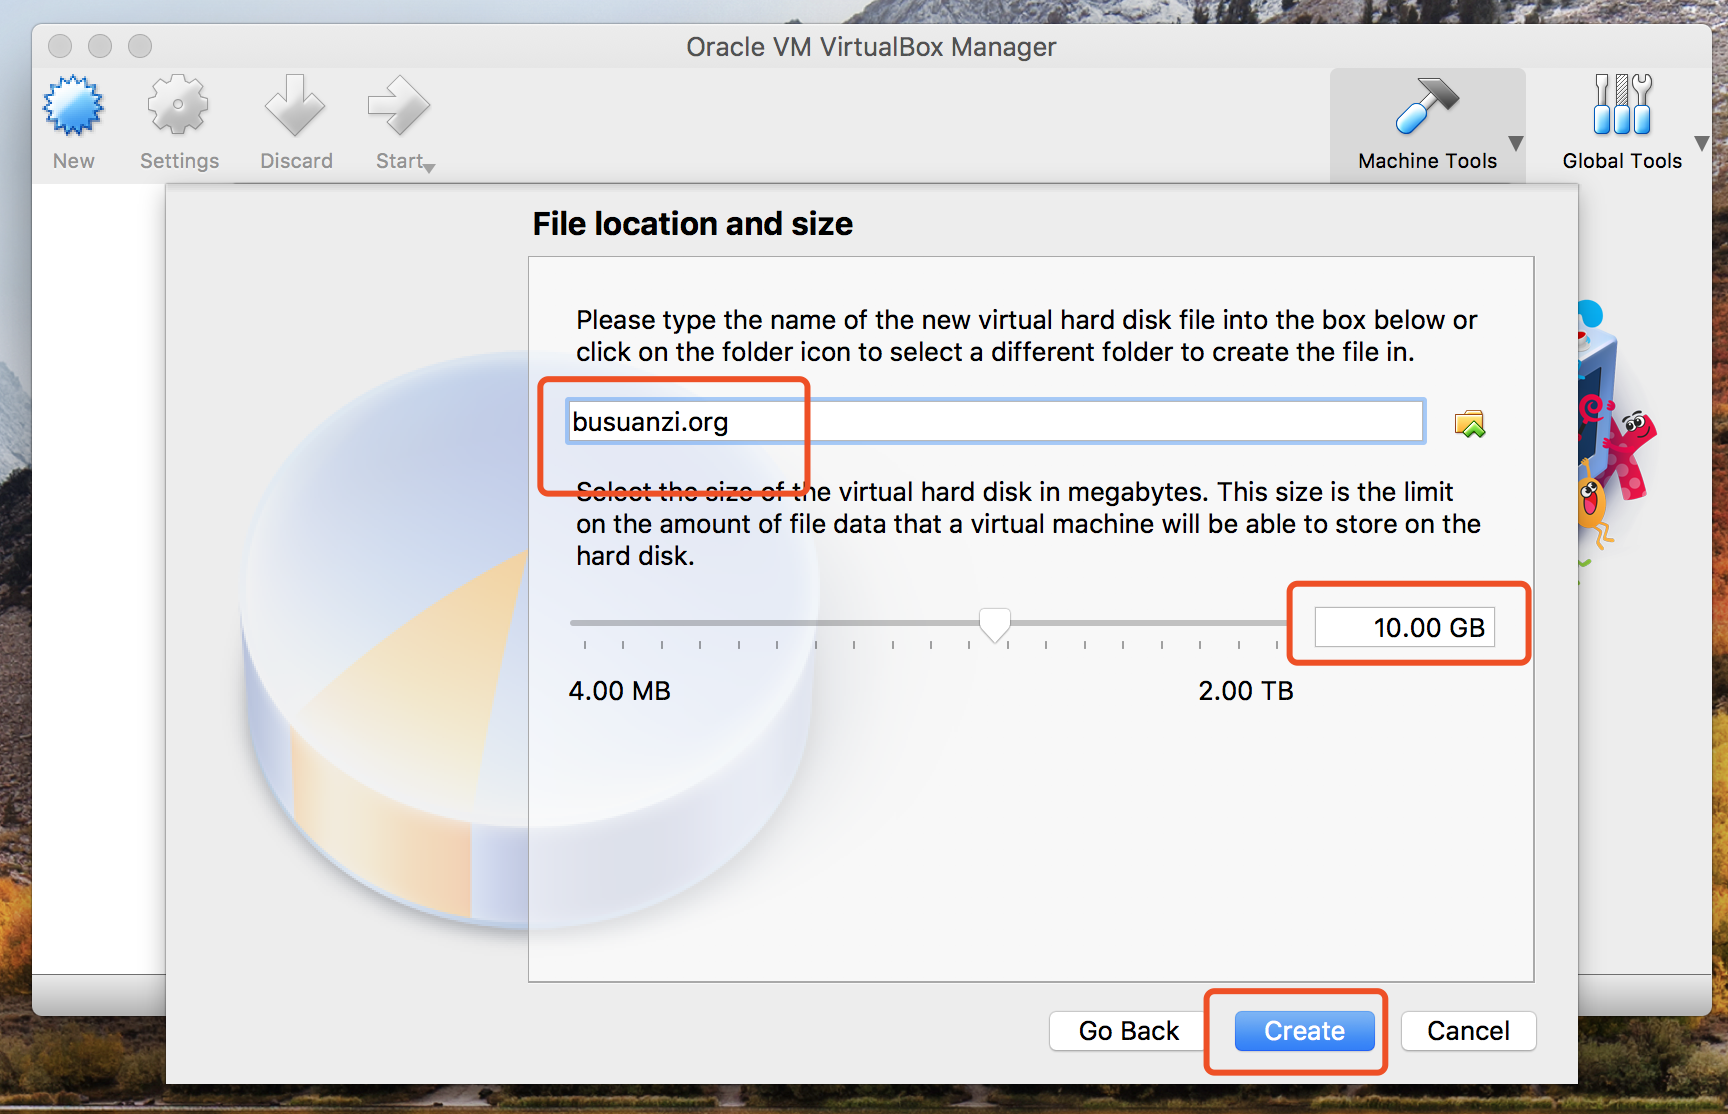 Oracle VM VirtualBox Manager
New
Settings
Discard
Start
Machine Tools
Global Tools
File location and size
Please type the name of the new virtual hard disk file into the box below or
click on the folder icon to select a different folder to create the file in.
busuanzi.org
Select the size of the virtual hard disk in megabytes. This size is the limit
on the amount of file data that a virtual machine will be able to store on the
hard disk.
10.00 GB
4.00 MB
2.00 TB
Go Back
Create
Cancel